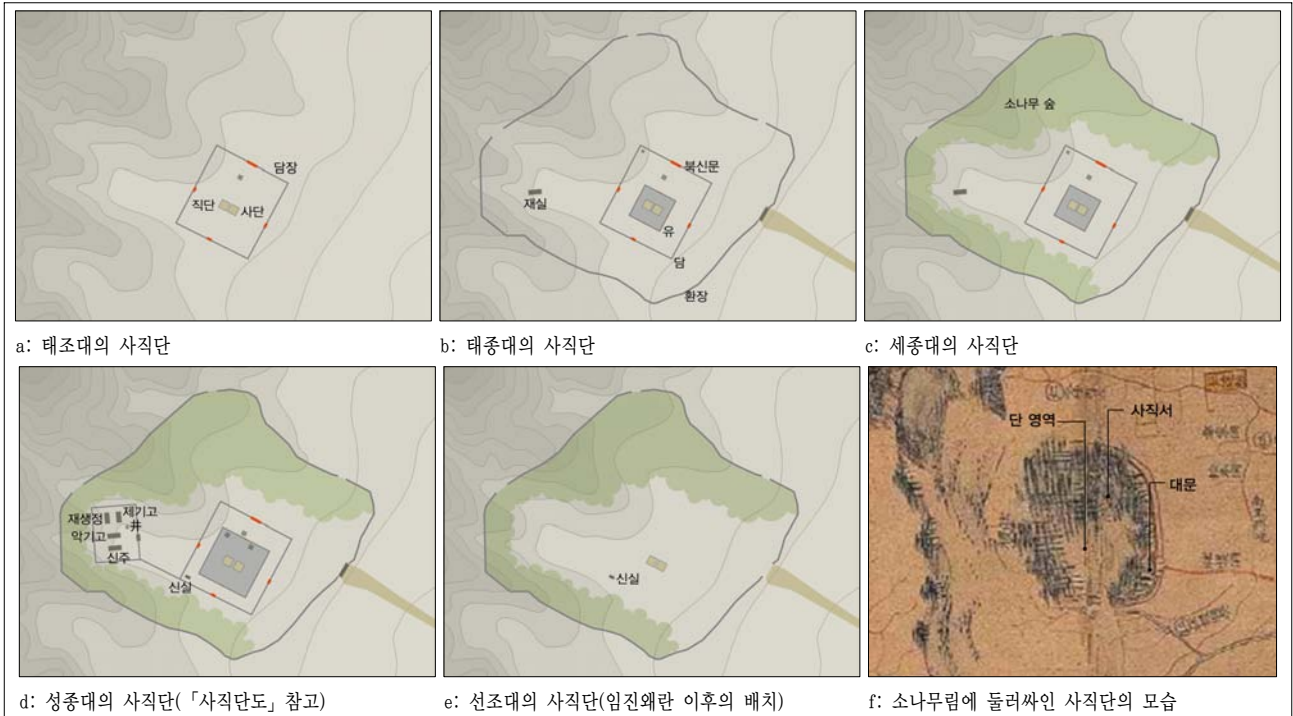 담장
직단
사단
a: 태조대의 사직단
북신문
재실
유
담
환장
b: 태종대의 사직단
소나무 숲
c: 세종대의 사직단
재생정
제기고
井
악기고
신주
신실
d: 성종대의 사직단(「사직단도」 참고)
신실
e: 선조대의 사직단(임진왜란 이후의 배치)
단 영역
사직서
대문
f: 소나무림에 둘러싸인 사직단의 모습